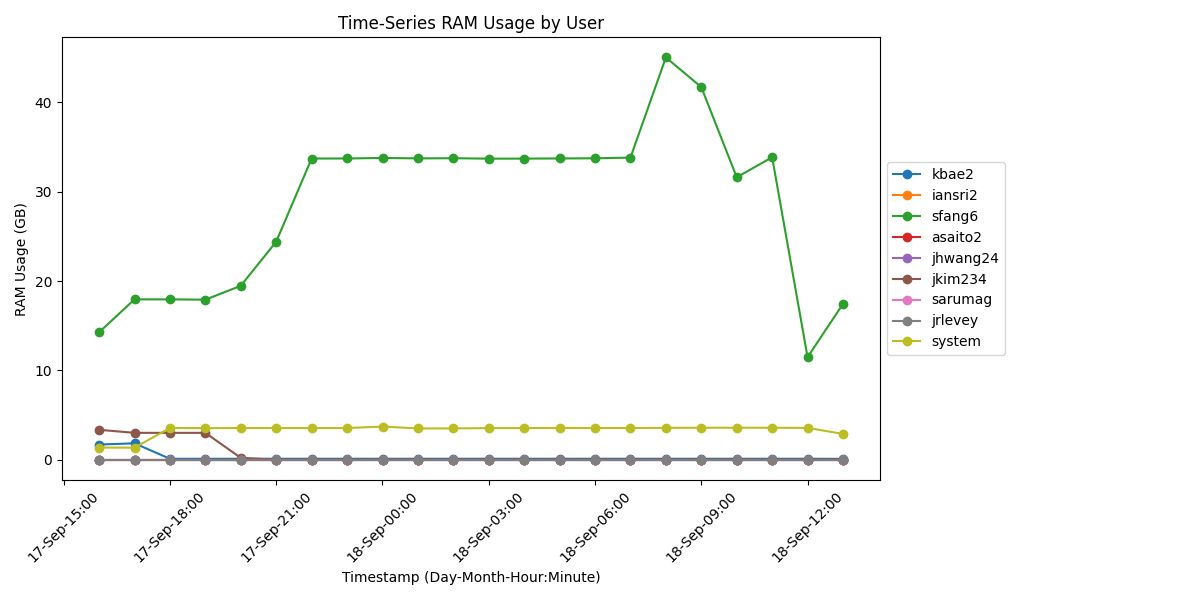 Time-Series RAM Usage by User
RAM Usage (GB)
40
30
20
10
0
17-Sep-15:00
17-Sep-18:00
17-Sep-21:00
18-Sep-00:00
18-Sep-03:00
18-Sep-06:00
18-Sep-09:00
18-Sep-12:00
Timestamp (Day-Month-Hour:Minute)
kbae2
iansri2
sfang6
asaito2
jhwang24
jkim234
sarumag
jrlevey
system